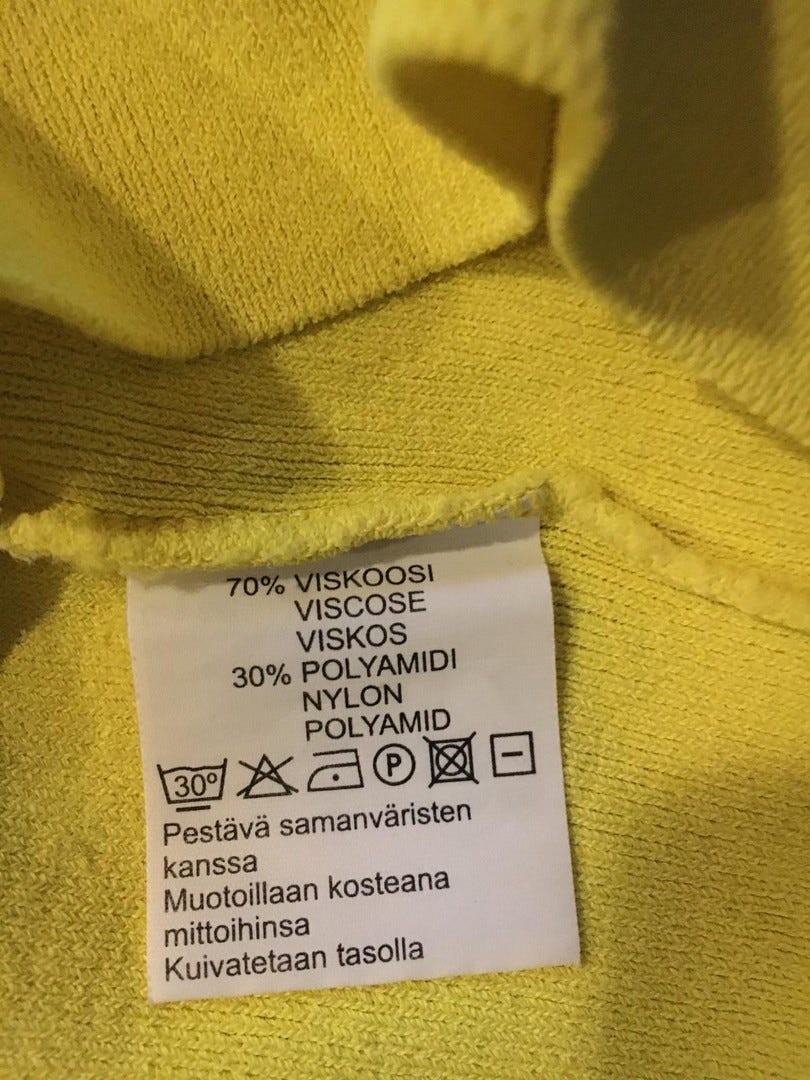 70% VISKOOSI
VISCOSE
VISKOS
30% POLYAMIDI
NYLON
POLYAMID
30° P
Pestävä samanväristen
kanssa
Muotoillaan kosteana
mittoihinsa
Kuivatetaan tasolla